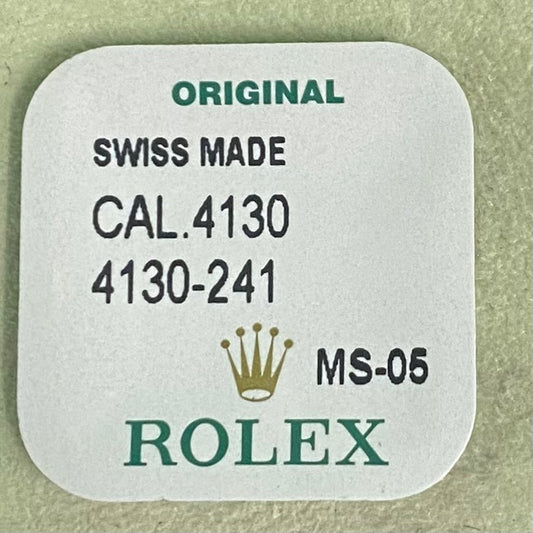 ORIGINAL
SWISS MADE
CAL.4130
4130-241
MS-05
ROLEX